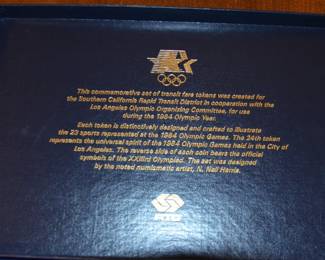 This commemorative set of transit fare tokens was created for
the Southern California Rapid Transit District in cooperation with the
Los Angeles Olympic Organizing Committee, for use
during the 1984 Olympic Year.
Each token is distinctively designed and crafted to illustrate
the 23 sports represented at the 1984 Olympic Games. The 24th token
represents the universal spirit of the 1984 Olympic Games held in the City of
Los Angeles. The reverse side of each coin bears the official
symbols of the XXIIIrd Olympiad. The set was designed
by the noted numismatic artist, N. Neil Harris.
RTD